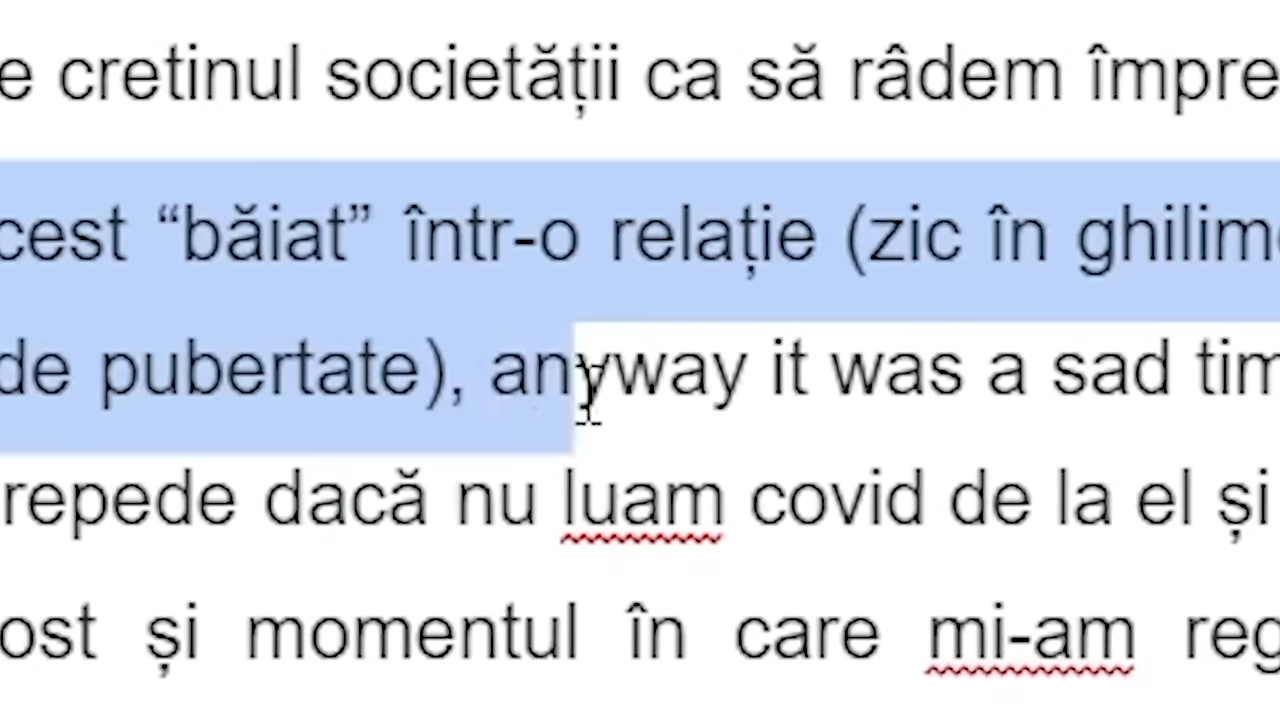 e cretinul societății ca să râdem împre
cest “băiat” într-o relație (zic în ghilim
de pubertate), anyway it was a sad tim
repede dacă nu luam covid de la el și
ost și momentul în care mi-am reg